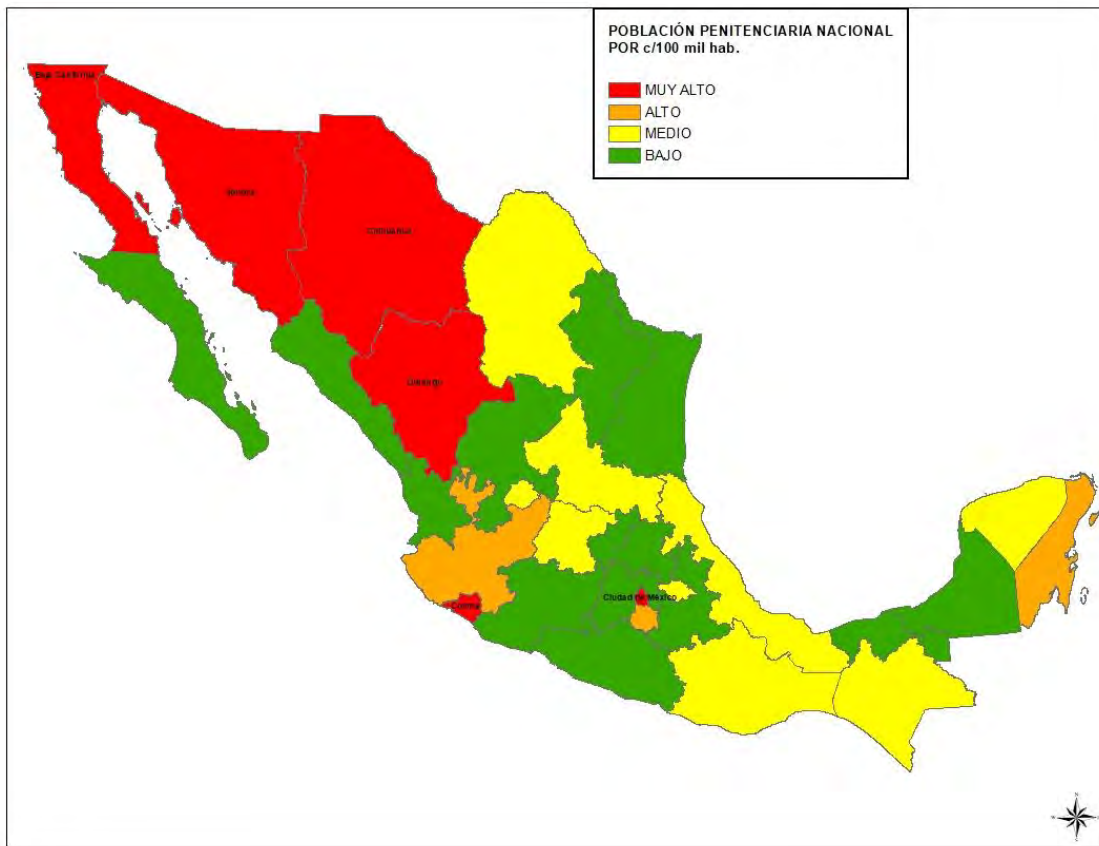 POBLACIÓN PENITENCIARIA NACIONAL
POR c/100 mil hab.
MUY ALTO
ALTO
MEDIO
BAJO
Baja California
Sonora
Chihuahua
Durango
Colima
Ciudad de México